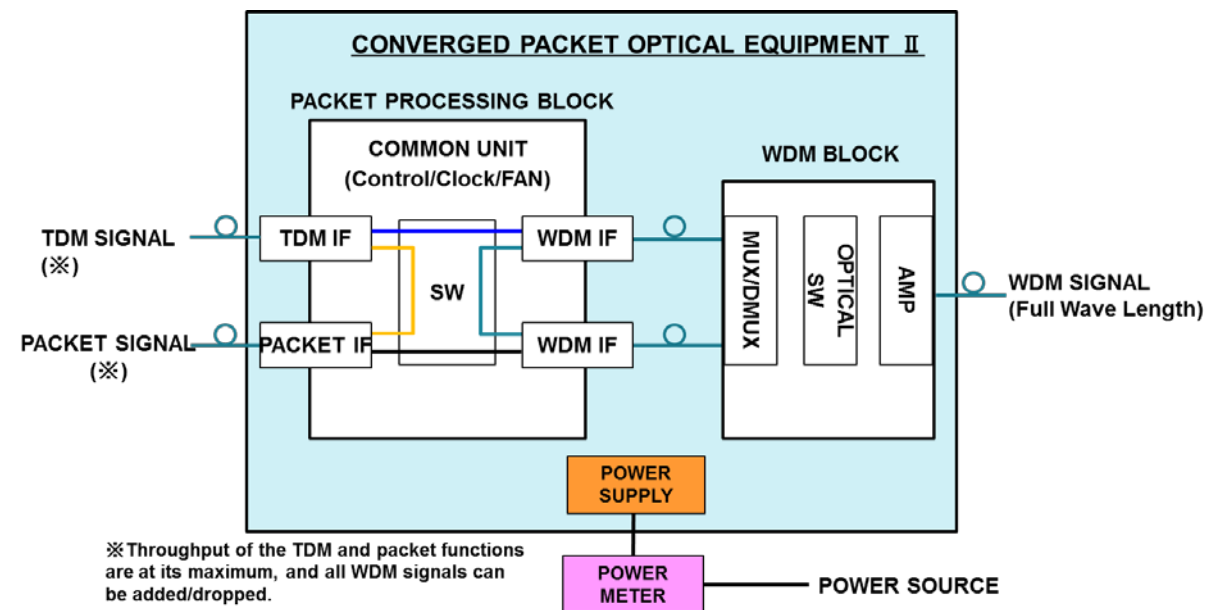 CONVERGED PACKET OPTICAL EQUIPMENT Ⅱ
PACKET PROCESSING BLOCK
COMMON UNIT
(Control/Clock/FAN)
WDM BLOCK
TDM SIGNAL
(※)
TDM IF
WDM IF
SW
PACKET SIGNAL
(※)
PACKET IF
WDM IF
MUX/DMUX
OPTICAL
SW
AMP
WDM SIGNAL
(Full Wave Length)
POWER
SUPPLY
※Throughput of the TDM and packet functions
are at its maximum, and all WDM signals can
be added/dropped.
POWER
METER
POWER SOURCE